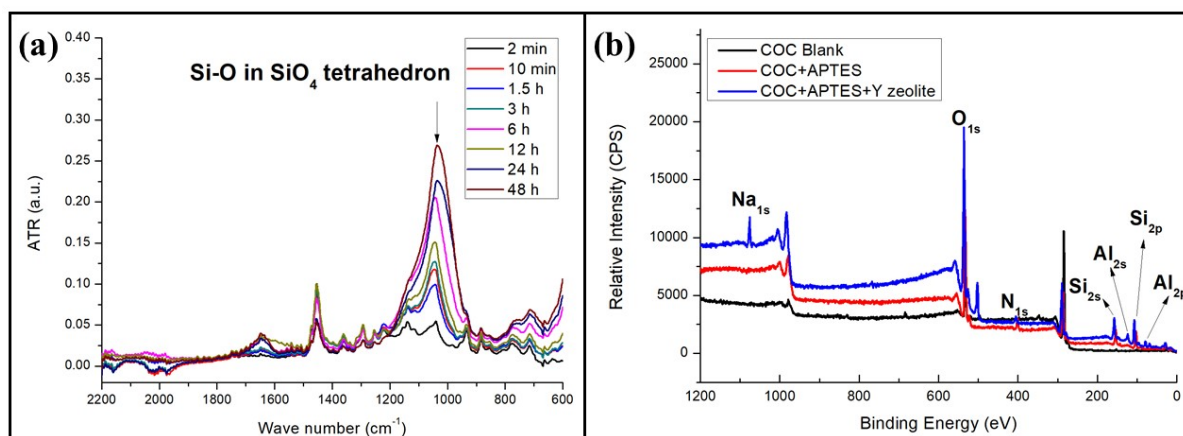 (a)
0.40
0.35
0.30
0.25
0.20
0.15
0.10
0.05
0.00
ATR (a.u.)
Si-O in SiO4 tetrahedron
2 min
10 min
1.5 h
3 h
6 h
12 h
24 h
48 h
2200 2000 1800 1600 1400 1200 1000 800 600
Wave number (cm-1)
(b)
25000
20000
15000
10000
5000
0
Relative Intensity (CPS)
COC Blank
COC+APTES
COC+APTES+Y zeolite
Na1s
O1s
N1s
Si2s
Al2s
Si2p
Al2p
1200 1000 800 600 400 200 0
Binding Energy (eV)